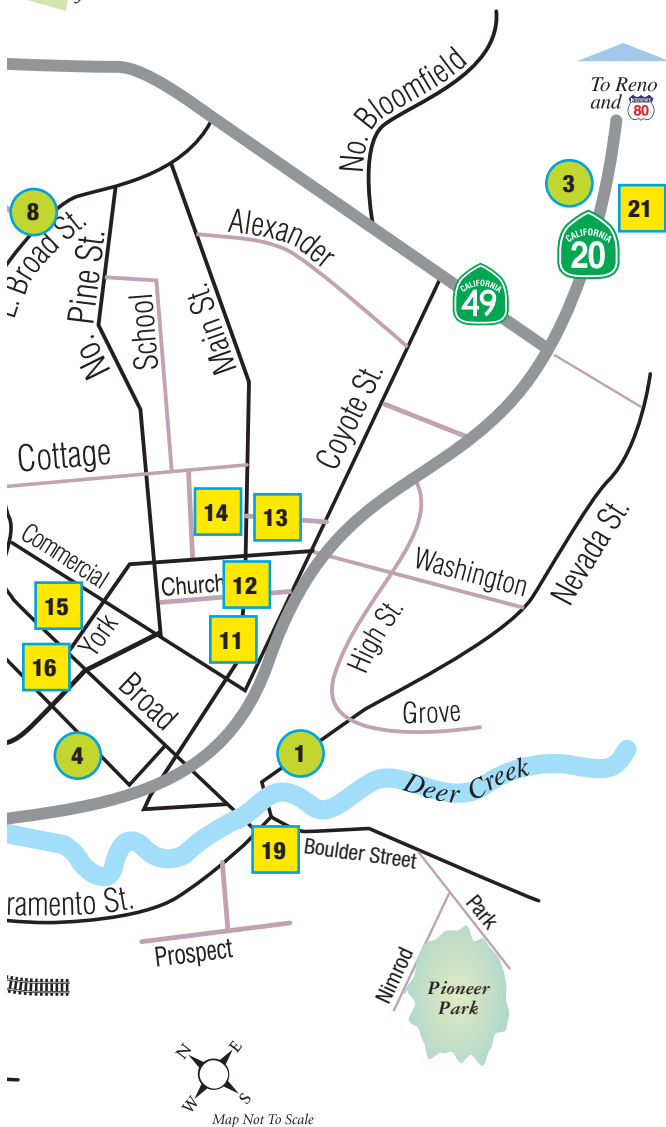 No. Bloomfield
To Reno
and 80
3
21
8
L. Broad St.
No. Pine St.
School
Main St.
Alexander
CALIFORNIA
20
CALIFORNIA
49
Coyote St.
Cottage
14
13
Commercial
Church
12
Washington
Nevada St.
15
York
11
High St.
16
Broad
Grove
4
1
Deer Creek
19
Boulder Street
ramento St.
Park
Prospect
Nimrod
Pioneer
Park
N
E
W
S
Map Not To Scale